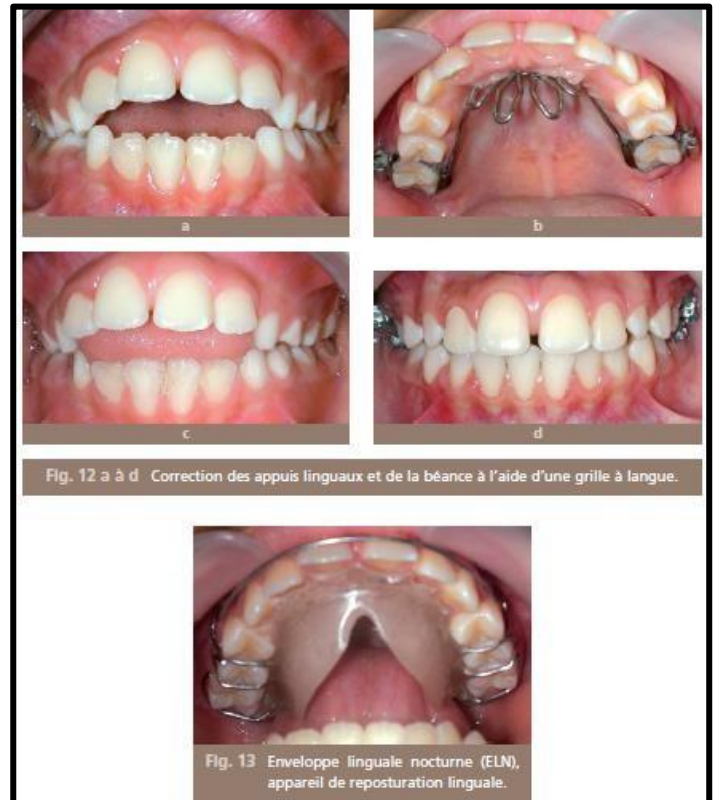 a
b
c
d
Fig. 12 a à d Correction des appuis linguaux et de la béance à l'aide d'une grille à langue.
Fig. 13 Enveloppe linguale nocturne (ELN),
appareil de reposturation linguale.